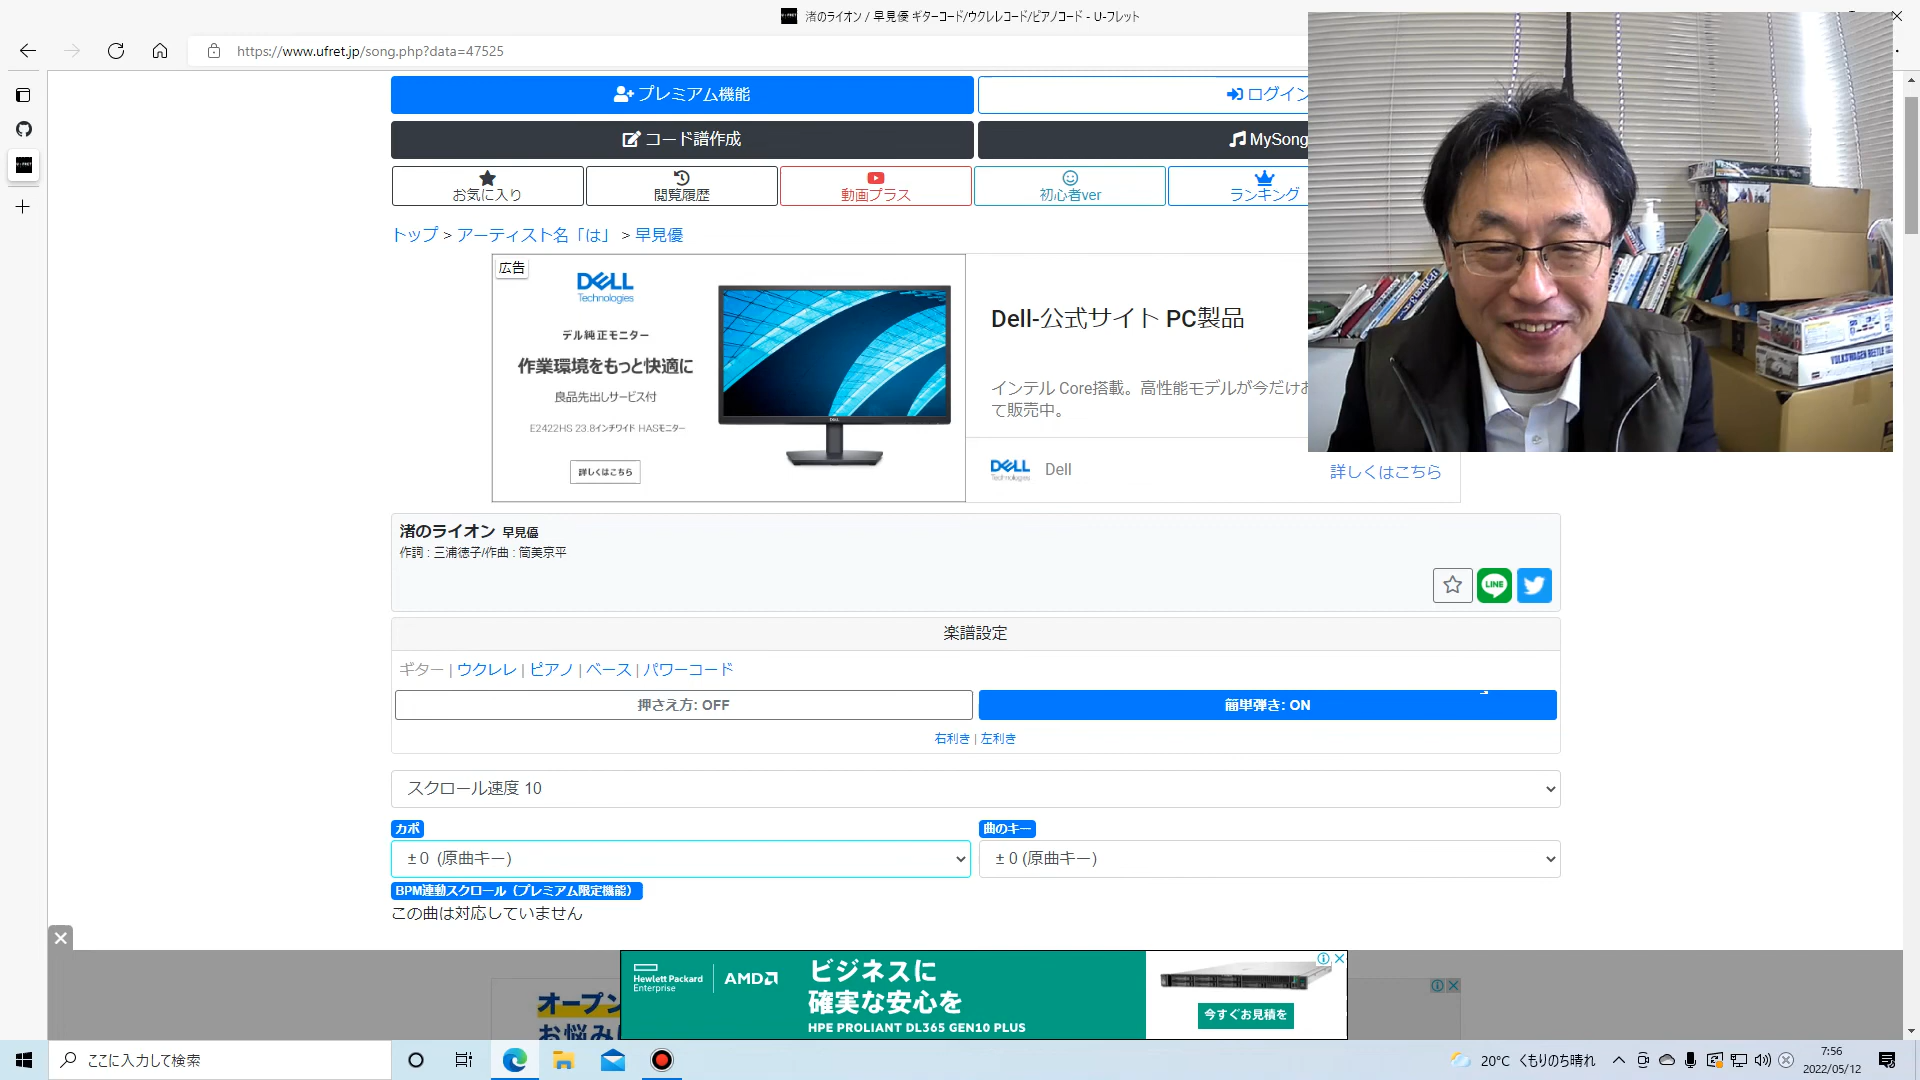 渚のライオン / 早見優 ギターコード/ウクレレコード/ピアノコード - U-フレット
https://www.ufret.jp/song.php?data=47525
プレミアム機能
ログイン
コード譜作成
MySong
お気に入り
閲覧履歴
動画プラス
初心者ver
ランキング
トップ > アーティスト名「は」 > 早見優
広告
DELL
Technologies
デル純正モニター
作業環境をもっと快適に
良品先出しサービス付
E2422HS 23.8インチワイド HASモニター
詳しくはこちら
Dell-公式サイト PC製品
インテル Core搭載。高性能モデルが今だけお
て販売中。
DELL
Technologies
Dell
詳しくはこちら
VOLKSWAGEN BEETLE
渚のライオン 早見優
作詞 : 三浦徳子/作曲 : 筒美京平
LINE
楽譜設定
ギター | ウクレレ | ピアノ | ベース | パワーコード
押さえ方: OFF
簡単弾き: ON
右利き | 左利き
スクロール速度 10
カポ
曲のキー
±0 (原曲キー)
±0 (原曲キー)
BPM連動スクロール（プレミアム限定機能）
この曲は対応していません
オープン
お悩み
Hewlett Packard
Enterprise
AMD
ビジネスに
確実な安心を
HPE PROLIANT DL365 GEN10 PLUS
今すぐお見積を
ここに入力して検索
20°C くもりのち晴れ
7:56
2022/05/12